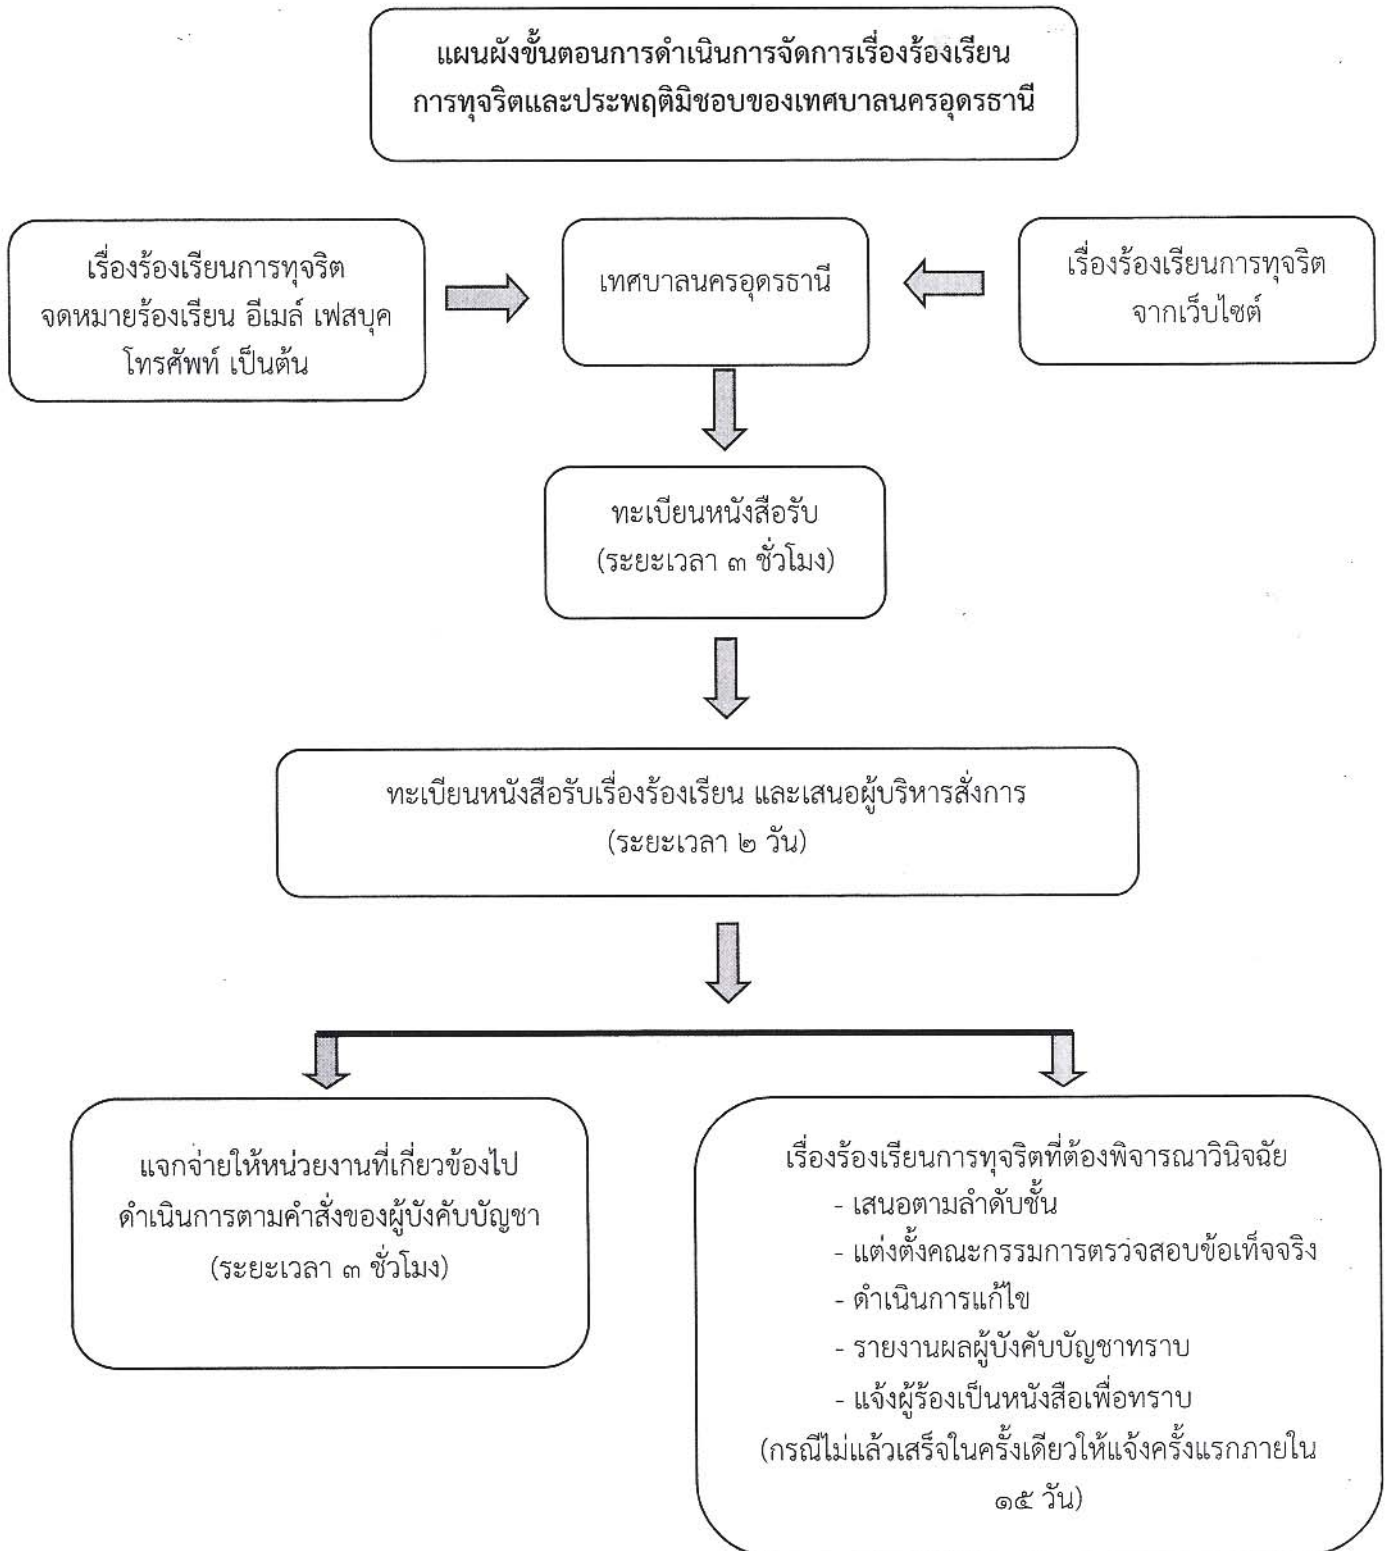 แผนผังขั้นตอนการดำเนินการจัดการเรื่องร้องเรียน
การทุจริตและประพฤติมิชอบของเทศบาลนครอุดรธานี
เรื่องร้องเรียนการทุจริต
จดหมายร้องเรียน อีเมล์ เฟสบุค
โทรศัพท์ เป็นต้น
เทศบาลนครอุดรธานี
เรื่องร้องเรียนการทุจริต
จากเว็บไซต์
ทะเบียนหนังสือรับ
(ระยะเวลา ๓ ชั่วโมง)
ทะเบียนหนังสือรับเรื่องร้องเรียน และเสนอผู้บริหารสั่งการ
(ระยะเวลา ๒ วัน)
แจกจ่ายให้หน่วยงานที่เกี่ยวข้องไป
ดำเนินการตามคำสั่งของผู้บังคับบัญชา
(ระยะเวลา ๓ ชั่วโมง)
เรื่องร้องเรียนการทุจริตที่ต้องพิจารณาวินิจฉัย
- เสนอตามลำดับชั้น
- แต่งตั้งคณะกรรมการตรวจสอบข้อเท็จจริง
- ดำเนินการแก้ไข
- รายงานผลผู้บังคับบัญชาทราบ
- แจ้งผู้ร้องเป็นหนังสือเพื่อทราบ
(กรณีไม่แล้วเสร็จในครั้งเดียวให้แจ้งครั้งแรกภายใน
๑๕ วัน)